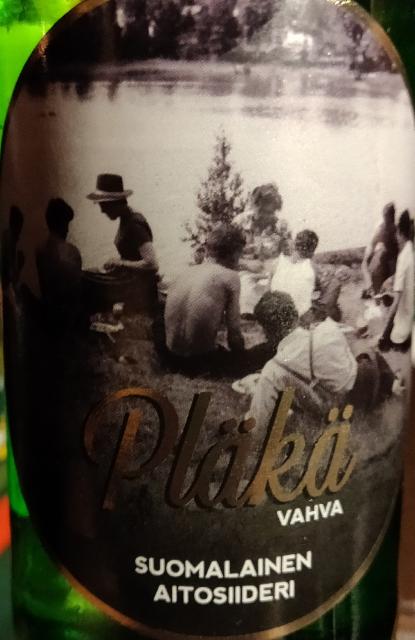 Pläkä
VAHVA
SUOMALAINEN
AITOSIIDERI